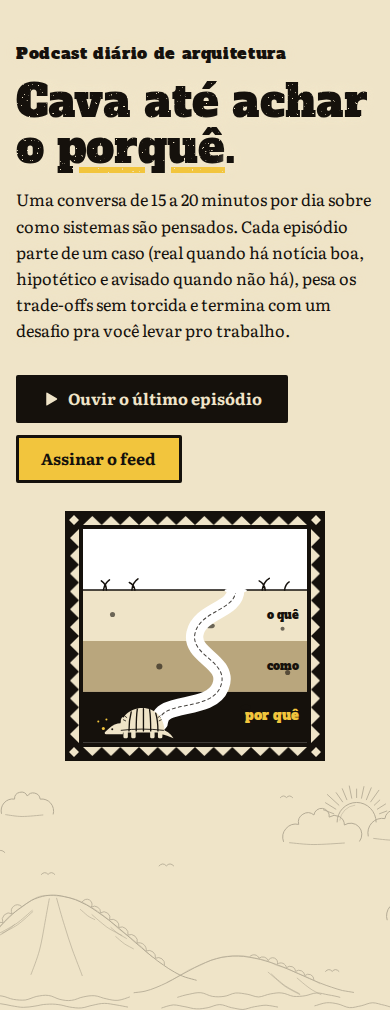 Podcast diário de arquitetura
Cava até achar
o porquê.
Uma conversa de 15 a 20 minutos por dia sobre
como sistemas são pensados. Cada episódio
parte de um caso (real quando há notícia boa,
hipotético e avisado quando não há), pesa os
trade-offs sem torcida e termina com um
desafio pra você levar pro trabalho.
Ouvir o último episódio
Assinar o feed
o quê
como
por quê